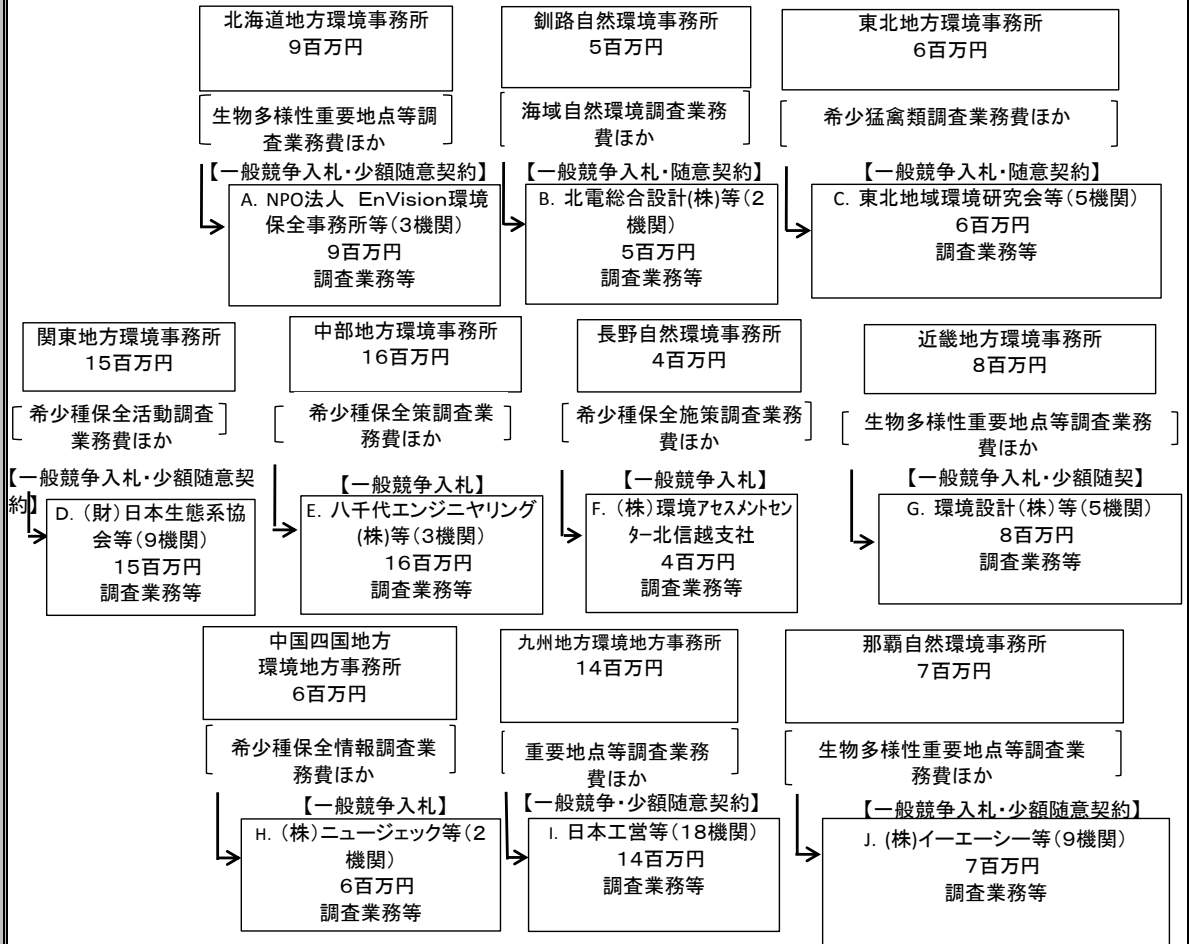 北海道地方環境事務所
9百万円
釧路自然環境事務所
5百万円
東北地方環境事務所
6百万円
生物多様性重要地点等調
査業務費ほか
海域自然環境調査業務
費ほか
希少猛禽類調査業務費ほか
【一般競争入札・少額随意契約】
【一般競争入札・随意契約】
【一般競争入札・随意契約】
A. NPO法人 EnVision環境
保全事務所等(3機関)
9百万円
調査業務等
B. 北電総合設計(株)等(2
機関)
5百万円
調査業務等
C. 東北地域環境研究会等(5機関)
6百万円
調査業務等
関東地方環境事務所
15百万円
中部地方環境事務所
16百万円
長野自然環境事務所
4百万円
近畿地方環境事務所
8百万円
希少種保全活動調査
業務費ほか
希少種保全策調査業
務費ほか
希少種保全施策調査業務
費ほか
生物多様性重要地点等調査業務
費ほか
【一般競争入札・少額随意契
約】
【一般競争入札】
【一般競争入札】
【一般競争入札・少額随契】
D. (財)日本生態系協
会等(9機関)
15百万円
調査業務等
E. 八千代エンジニヤリング
(株)等(3機関)
16百万円
調査業務等
F. (株)環境アセスメントセン
ター北信越支社
4百万円
調査業務等
G. 環境設計(株)等(5機関)
8百万円
調査業務等
中国四国地方
環境地方事務所
6百万円
九州地方環境地方事務所
14百万円
那覇自然環境事務所
7百万円
希少種保全情報調査業
務費ほか
重要地点等調査業務
費ほか
生物多様性重要地点等調査業
務費ほか
【一般競争入札】
【一般競争・少額随意契約】
【一般競争入札・少額随意契約】
H. (株)ニュージェック等(2
機関)
6百万円
調査業務等
I. 日本工営等(18機関)
14百万円
調査業務等
J. (株)イーエーシー等(9機関)
7百万円
調査業務等